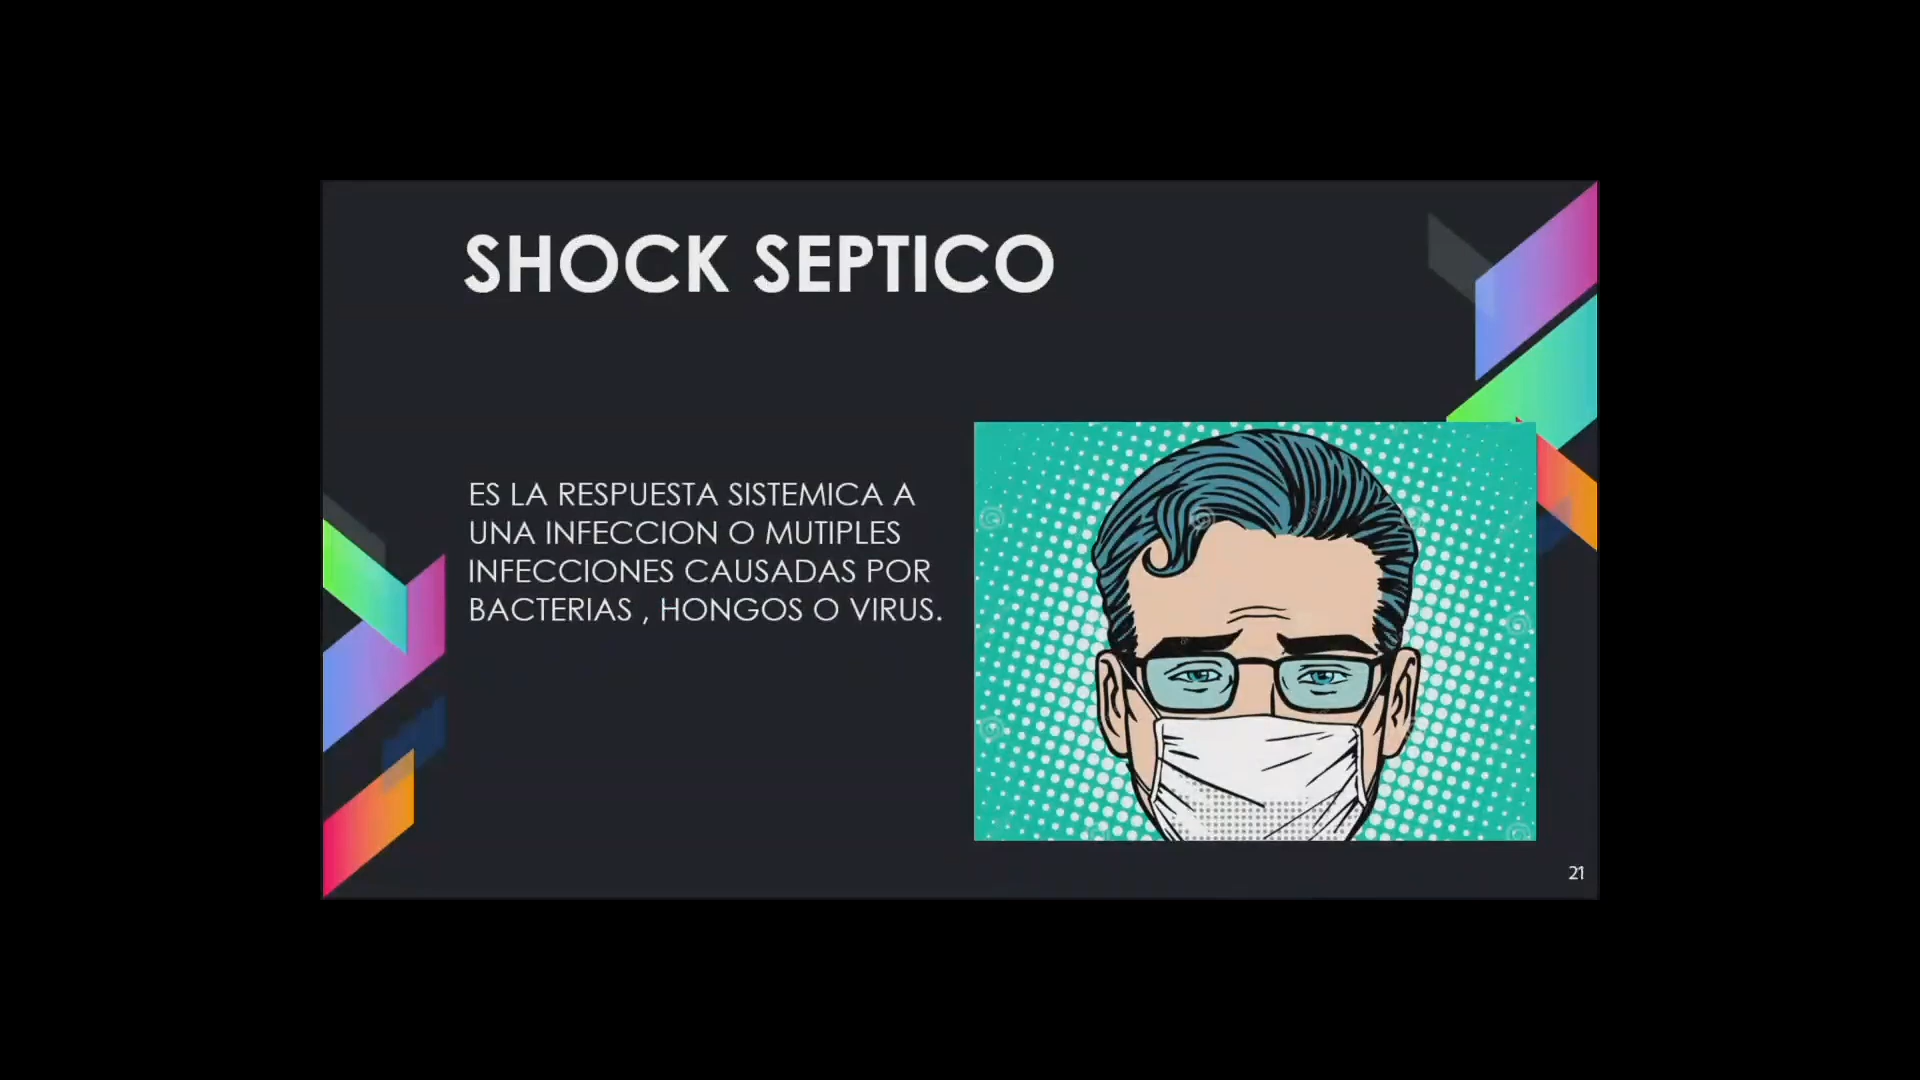 SHOCK SEPTICO
ES LA RESPUESTA SISTEMICA A
UNA INFECCION O MUTIPLES
INFECCIONES CAUSADAS POR
BACTERIAS , HONGOS O VIRUS.
21